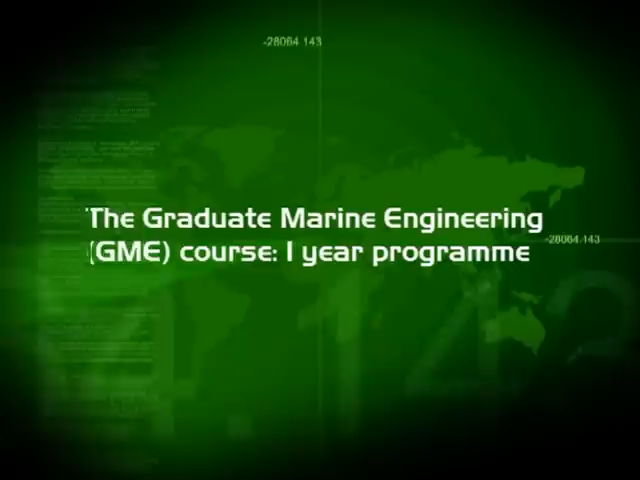 -28064.143
The Graduate Marine Engineering
-28064.143
(GME) course: 1 year programme